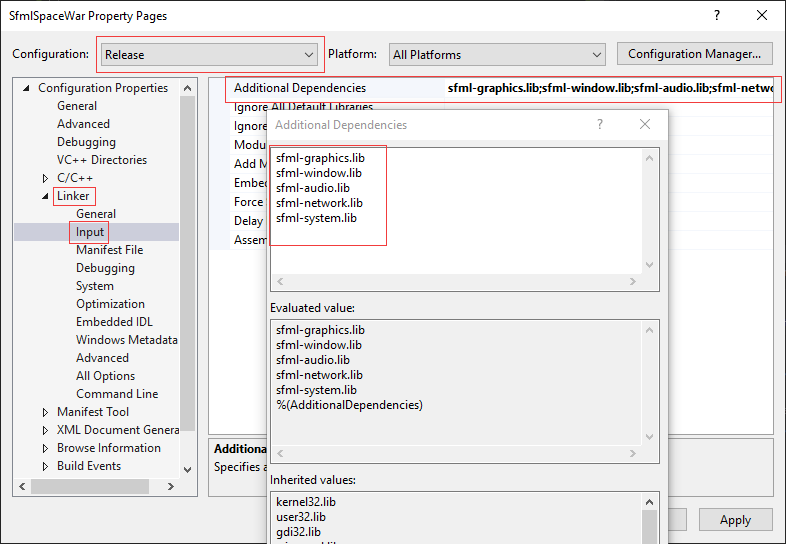 SfmlSpaceWar Property Pages
Configuration: Release Platform: All Platforms Configuration Manager...
Configuration Properties
General
Advanced
Debugging
VC++ Directories
C/C++
Linker
General
Input
Manifest File
Debugging
System
Optimization
Embedded IDL
Windows Metadata
Advanced
All Options
Command Line
Manifest Tool
XML Document Genera
Browse Information
Build Events
Additional Dependencies sfml-graphics.lib;sfml-window.lib;sfml-audio.lib;sfml-netwo
Ignore All Default Libraries
Ignore
Modu
Add M
Embed
Force
Delay
Assem
Additional
Specifies a
Additional Dependencies
sfml-graphics.lib
sfml-window.lib
sfml-audio.lib
sfml-network.lib
sfml-system.lib
Evaluated value:
sfml-graphics.lib
sfml-window.lib
sfml-audio.lib
sfml-network.lib
sfml-system.lib
%(AdditionalDependencies)
Inherited values:
kernel32.lib
user32.lib
gdi32.lib
Apply